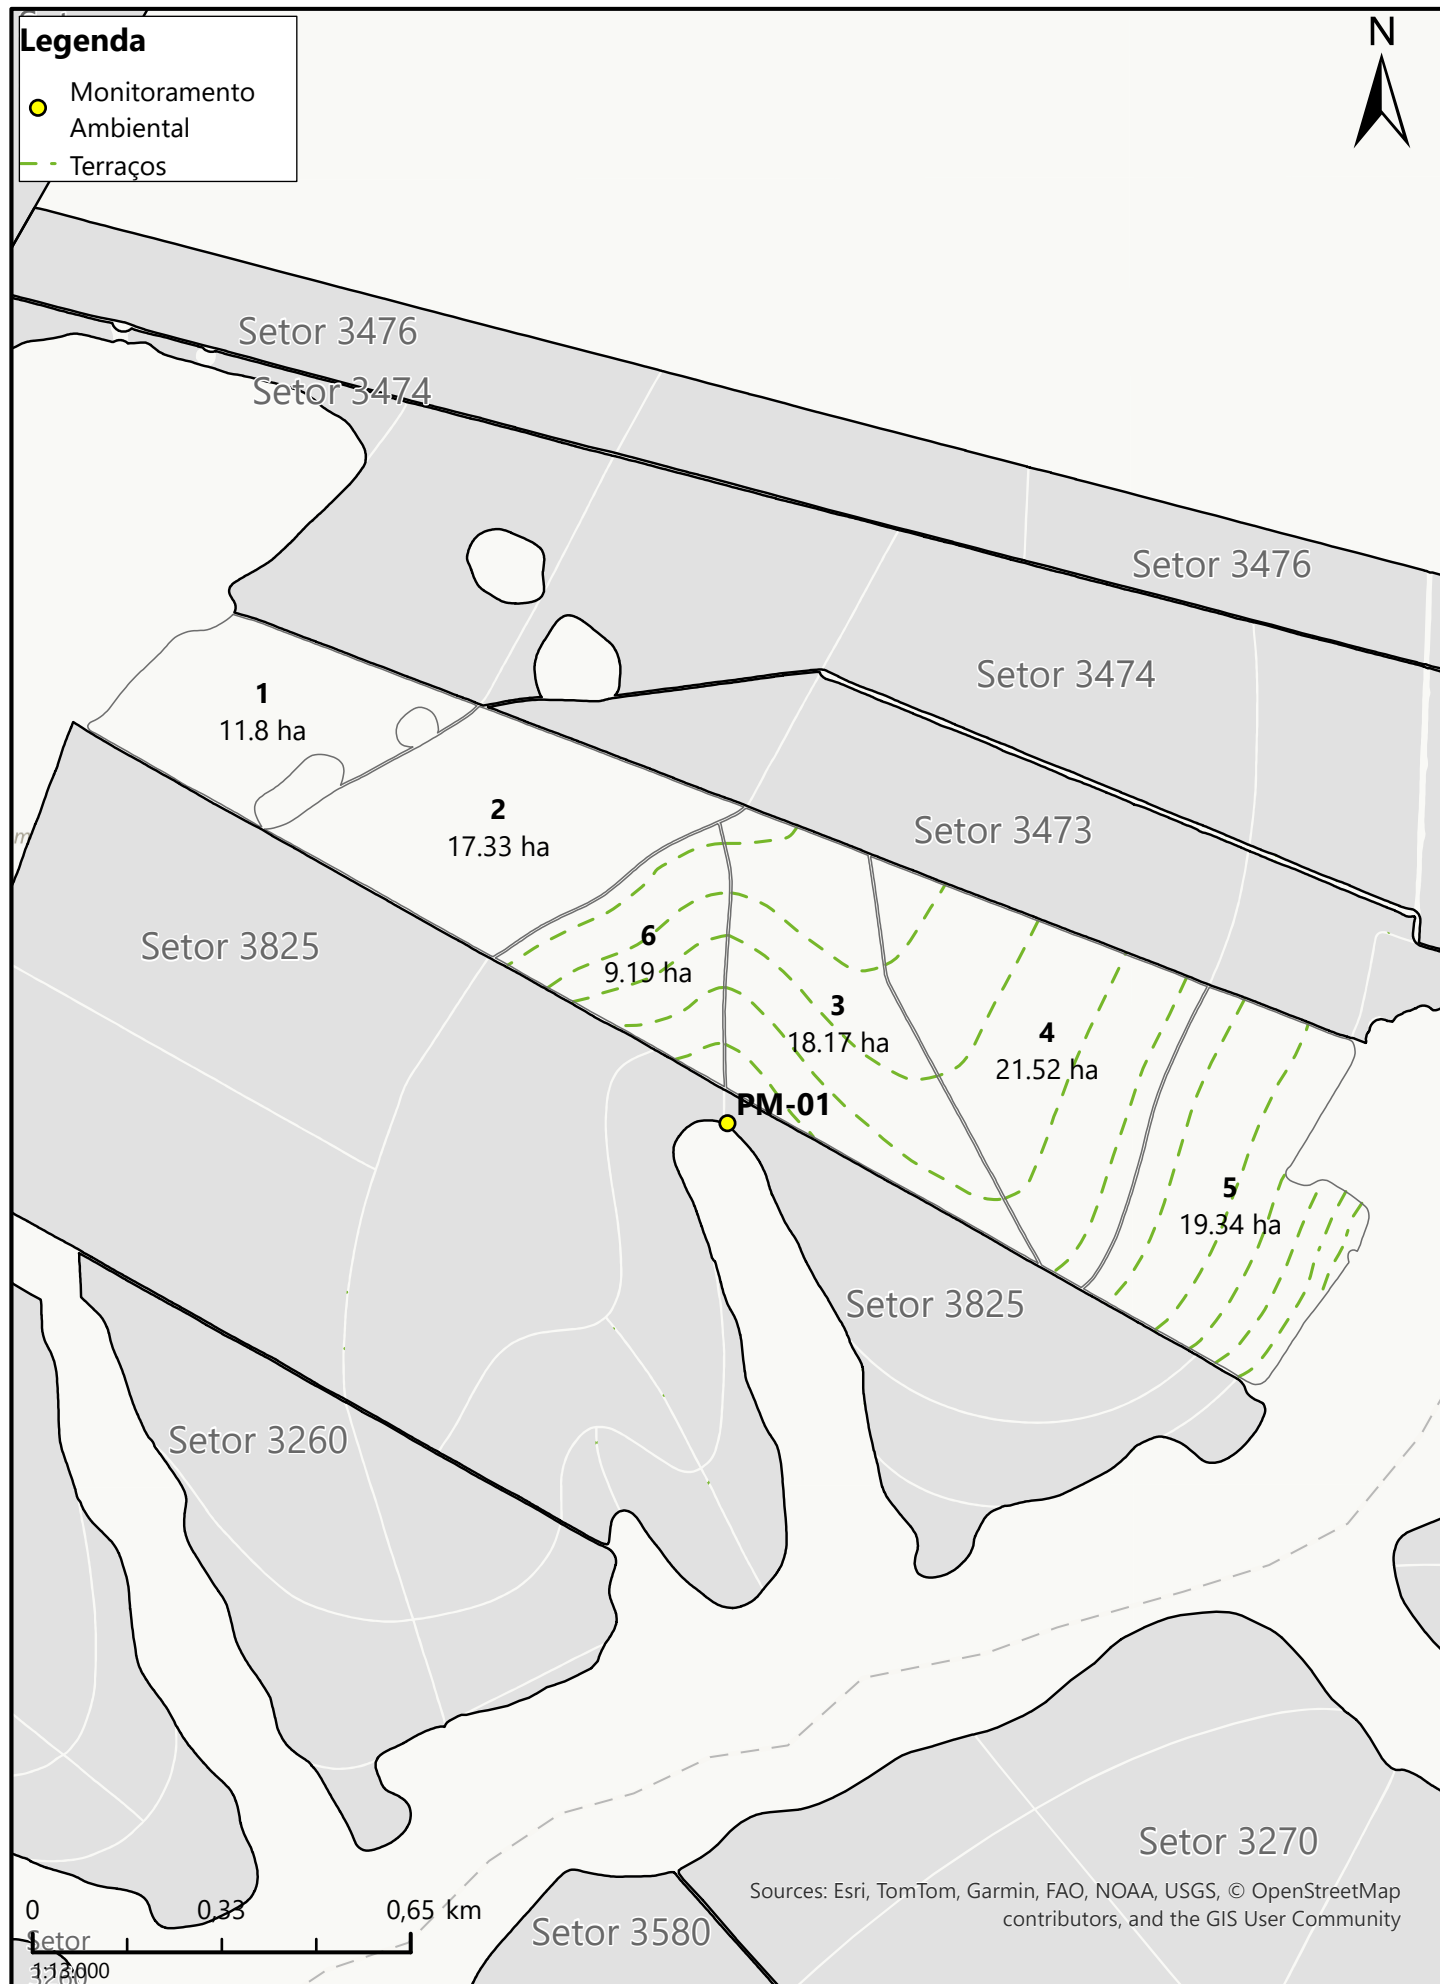 Legenda
Monitoramento
Ambiental
Terraços
N
Setor 3476
Setor 3474
Setor 3476
Setor 3474
1
11.8 ha
2
17.33 ha
Setor 3473
Setor 3825
6
9.19 ha
3
18.17 ha
4
21.52 ha
PM-01
5
19.34 ha
Setor 3825
Setor 3260
Setor 3270
Sources: Esri, TomTom, Garmin, FAO, NOAA, USGS, © OpenStreetMap
contributors, and the GIS User Community
Setor 3580
0 0,33 0,65 km
Setor
1:13.000